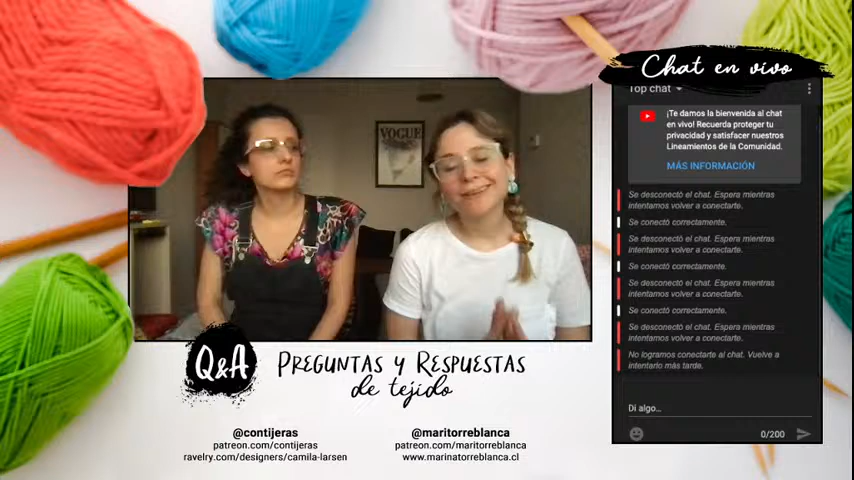 Chat en vivo
Top chat
¡Te damos la bienvenida al chat
en vivo! Recuerda proteger tu
privacidad y satisfacer nuestros
Lineamientos de la Comunidad.
MÁS INFORMACIÓN
Se desconectó el chat. Espera mientras
intentamos volver a conectarte.
Se conectó correctamente.
Se desconectó el chat. Espera mientras
intentamos volver a conectarte.
Se conectó correctamente.
Se desconectó el chat. Espera mientras
intentamos volver a conectarte.
Se conectó correctamente.
Se desconectó el chat. Espera mientras
intentamos volver a conectarte.
No logramos conectarte al chat. Vuelve a
intentarlo más tarde.
Di algo...
0/200
VOGUE
Q&A
PREGUNTAS Y RESPUESTAS
de tejido
@contijeras
patreon.com/contijeras
ravelry.com/designers/camila-larsen
@maritorreblanca
patreon.com/maritorreblanca
www.marinatorreblanca.cl